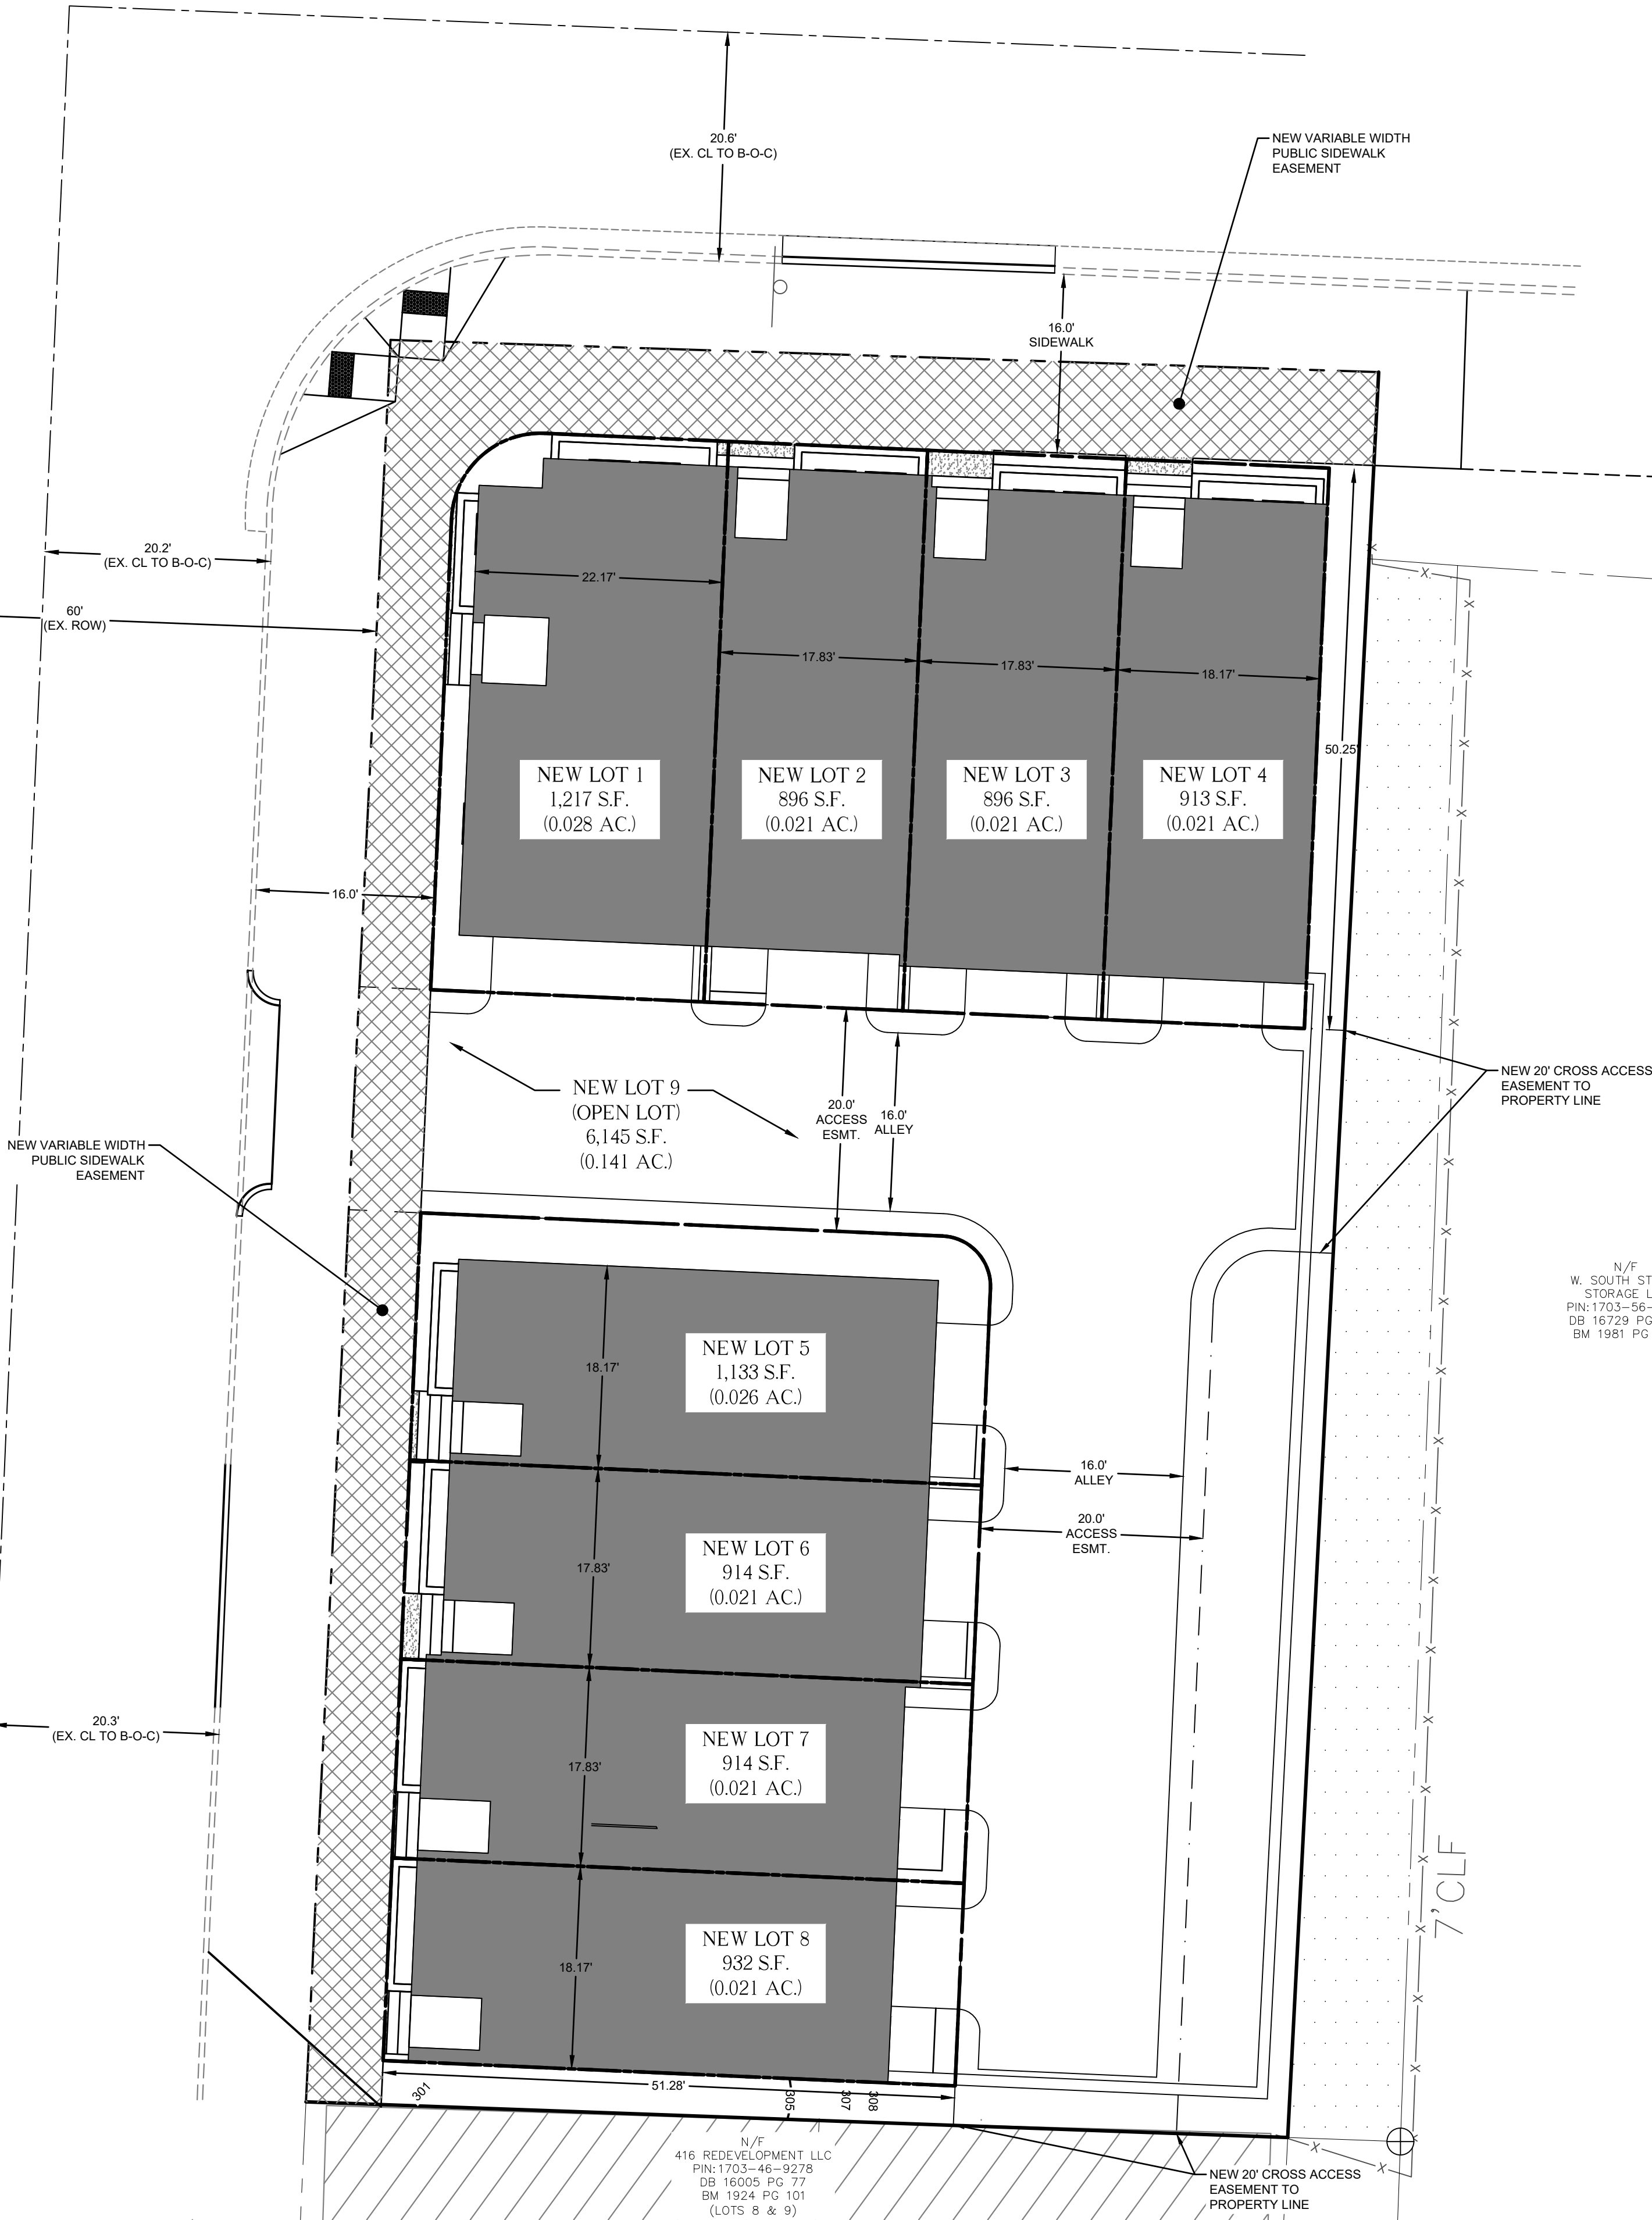 20.6'
(EX. CL TO B-O-C)
NEW VARIABLE WIDTH
PUBLIC SIDEWALK
EASEMENT
16.0'
SIDEWALK
20.2'
(EX. CL TO B-O-C)
60'
(EX. ROW)
22.17'
17.83'
17.83'
18.17'
50.25'
NEW LOT 1
1,217 S.F.
(0.028 AC.)
NEW LOT 2
896 S.F.
(0.021 AC.)
NEW LOT 3
896 S.F.
(0.021 AC.)
NEW LOT 4
913 S.F.
(0.021 AC.)
16.0'
NEW LOT 9
(OPEN LOT)
6,145 S.F.
(0.141 AC.)
20.0'
ACCESS
ESMT.
16.0'
ALLEY
NEW 20' CROSS ACCESS
EASEMENT TO
PROPERTY LINE
NEW VARIABLE WIDTH
PUBLIC SIDEWALK
EASEMENT
N/F
W. SOUTH ST
STORAGE L
PIN:1703-56-
DB 16729 PG
BM 1981 PG
18.17'
NEW LOT 5
1,133 S.F.
(0.026 AC.)
16.0'
ALLEY
20.0'
ACCESS
ESMT.
17.83'
NEW LOT 6
914 S.F.
(0.021 AC.)
20.3'
(EX. CL TO B-O-C)
17.83'
NEW LOT 7
914 S.F.
(0.021 AC.)
7' CLF
18.17'
NEW LOT 8
932 S.F.
(0.021 AC.)
51.28'
301
305
307
308
N/F
416 REDEVELOPMENT LLC
PIN:1703-46-9278
DB 16005 PG 77
BM 1924 PG 101
(LOTS 8 & 9)
NEW 20' CROSS ACCESS
EASEMENT TO
PROPERTY LINE